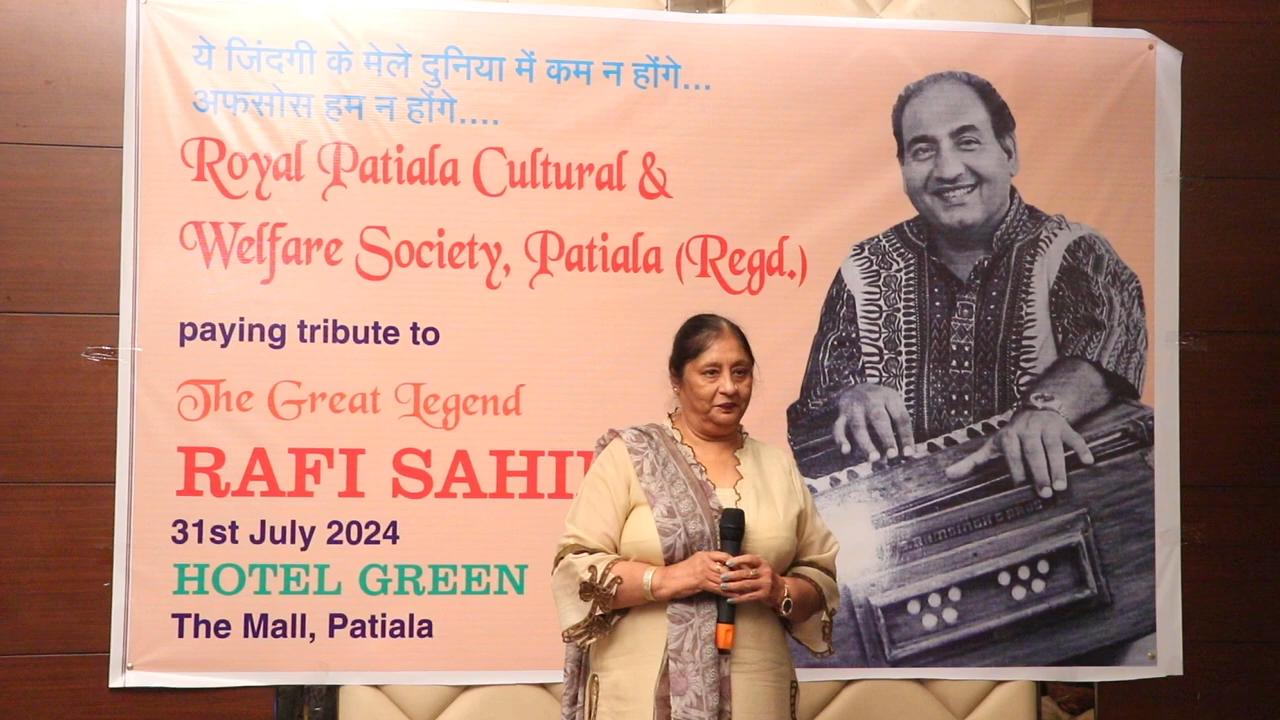 ये जिंदगी के मेले दुनिया में कम न होंगे...
अफसोस हम न होंगे....
Royal Patiala Cultural &
Welfare Society, Patiala (Regd.)
paying tribute to
The Great Legend
RAFI SAHI
31st July 2024
HOTEL GREEN
The Mall, Patiala